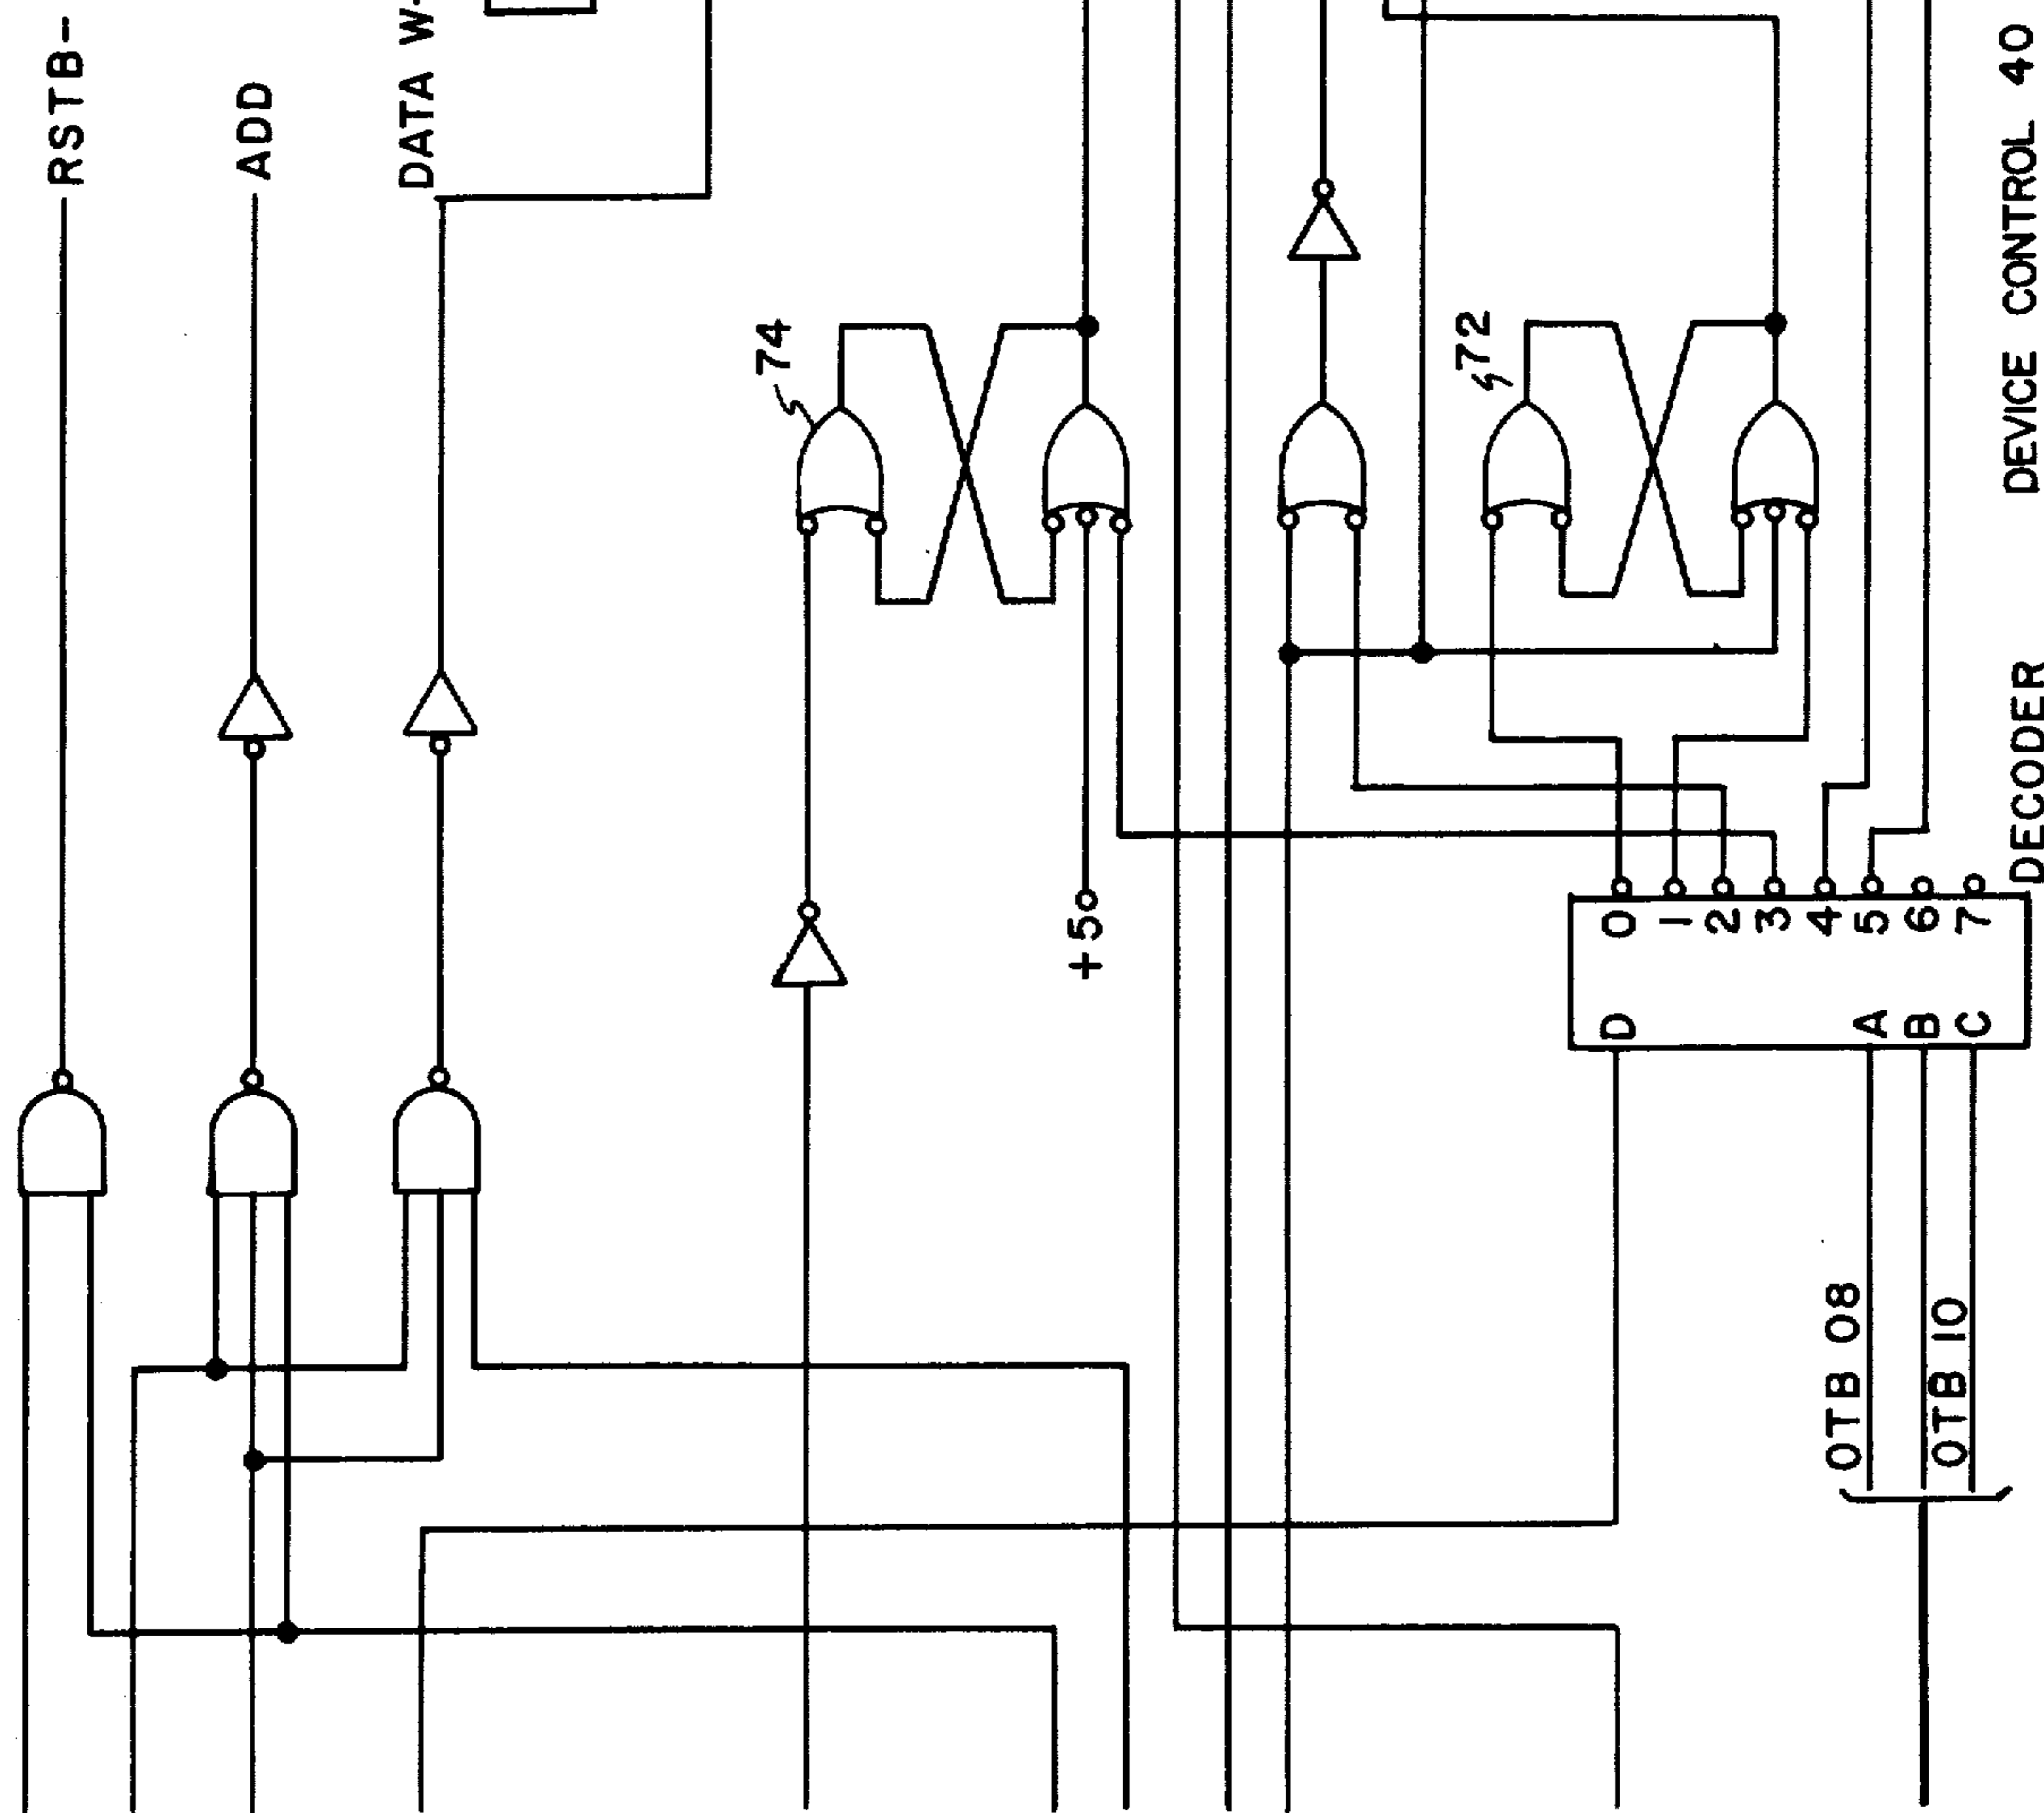 RSTB-
ADD
DATA W-
74
+5
72
0
1
2
3
4
5
6
7
D
A
B
C
OTB 08
OTB 10
DECODER
DEVICE CONTROL 40